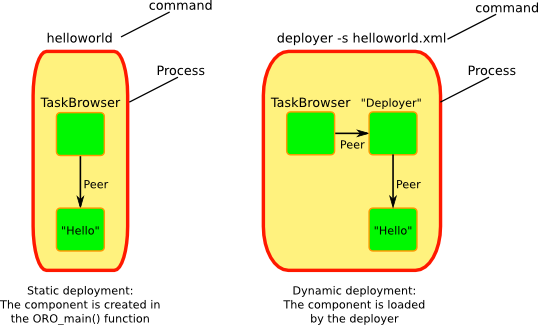 command
helloworld
Process
TaskBrowser
Peer
"Hello"
Static deployment:
The component is created in
the ORO_main() function
command
deployer -s helloworld.xml
Process
TaskBrowser "Deployer"
Peer
Peer
"Hello"
Dynamic deployment:
The component is loaded
by the deployer